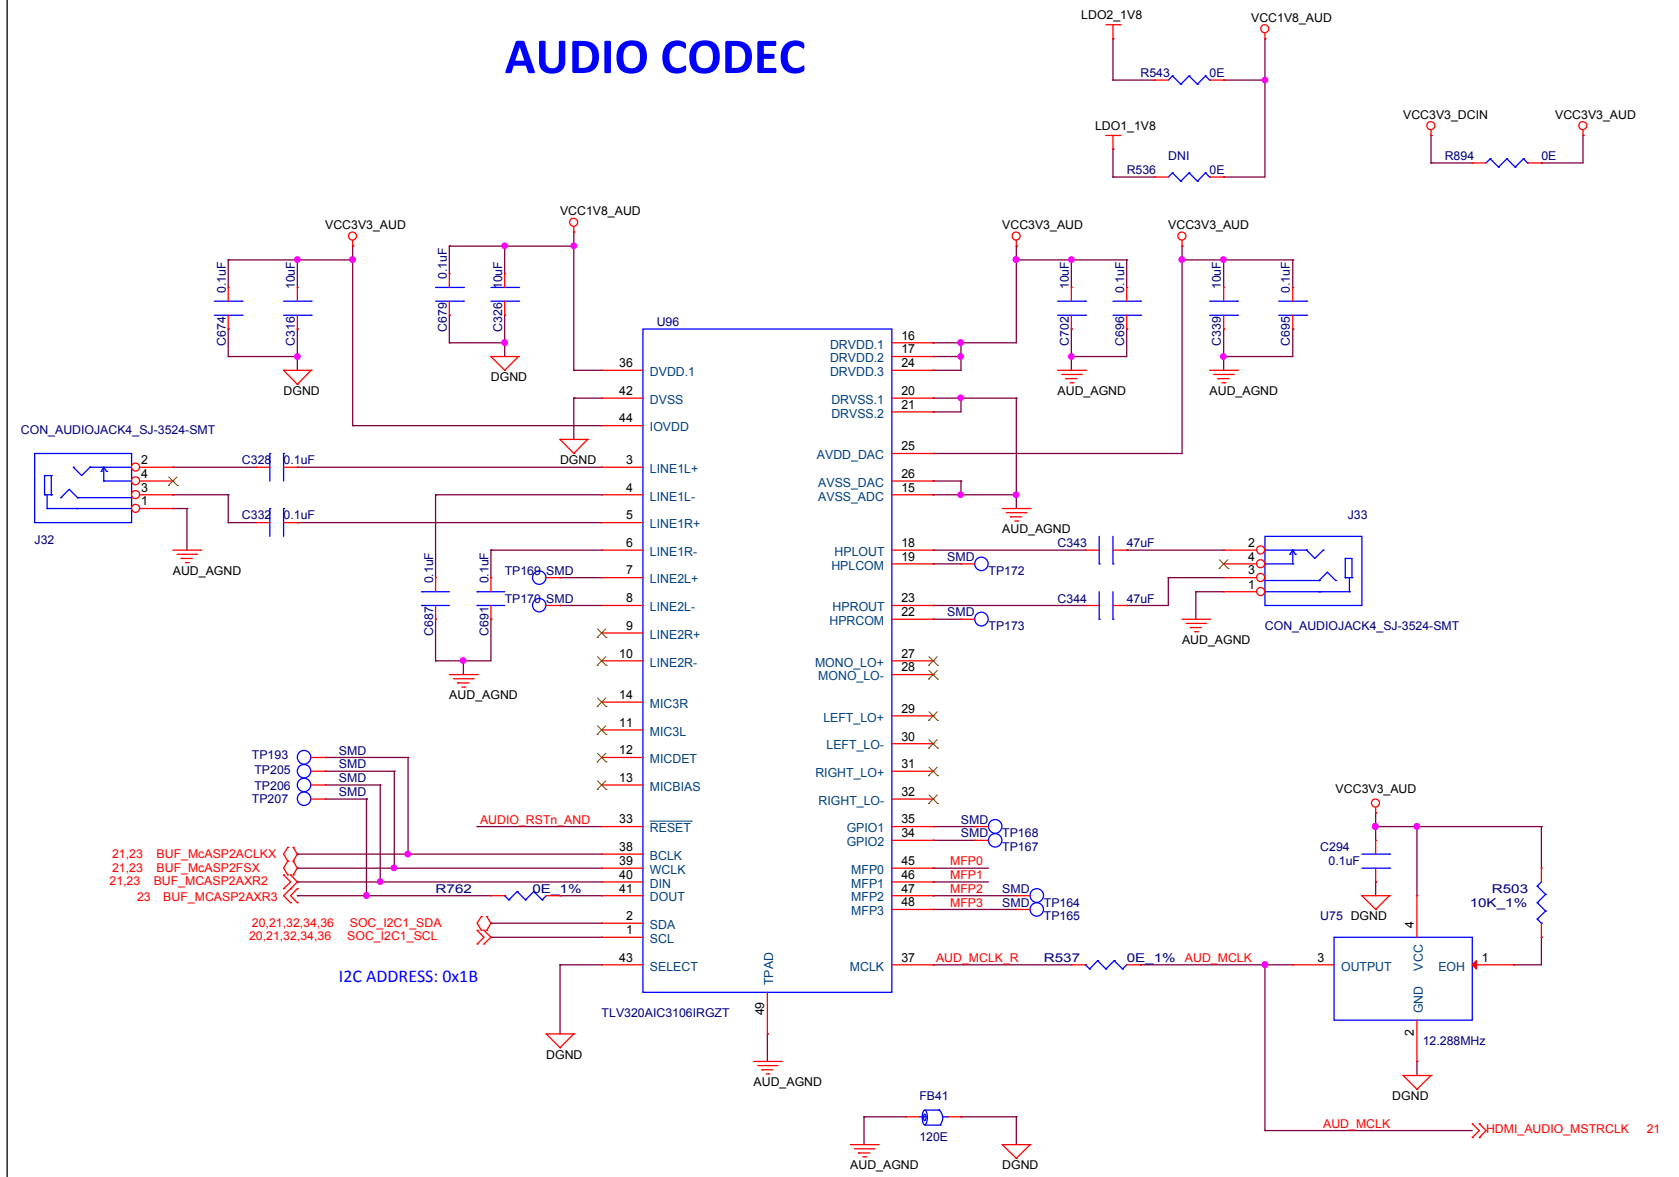 AUDIO CODEC
LDO2_1V8
VCC1V8_AUD
R543 0E
LDO1_1V8
DNI
R536 0E
VCC3V3_DCIN
VCC3V3_AUD
R894 0E
VCC3V3_AUD
0.1uF
C674
10uF
C316
DGND
VCC1V8_AUD
0.1uF
C679
10uF
C326
DGND
VCC3V3_AUD
10uF
C702
0.1uF
C696
AUD_AGND
VCC3V3_AUD
10uF
C339
0.1uF
C695
AUD_AGND
U96
36 DVDD.1
42 DVSS
44 IOVDD
DGND
3 LINE1L+
4 LINE1L-
5 LINE1R+
6 LINE1R-
7 LINE2L+
8 LINE2L-
9 LINE2R+
10 LINE2R-
14 MIC3R
11 MIC3L
12 MICDET
13 MICBIAS
33 RESET
38 BCLK
39 WCLK
40 DIN
41 DOUT
2 SDA
1 SCL
43 SELECT
TPAD
49
DRVDD.1 16
DRVDD.2 17
DRVDD.3 24
DRVSS.1 20
DRVSS.2 21
AVDD_DAC 25
AVSS_DAC 26
AVSS_ADC 15
AUD_AGND
HPLOUT 18
HPLCOM 19
HPROUT 23
HPRCOM 22
MONO_LO+ 27
MONO_LO- 28
LEFT_LO+ 29
LEFT_LO- 30
RIGHT_LO+ 31
RIGHT_LO- 32
GPIO1 35
GPIO2 34
MFP0 45
MFP1 46
MFP2 47
MFP3 48
MCLK 37
TLV320AIC3106IRGZT
CON_AUDIOJACK4_SJ-3524-SMT
2
4
3
1
J32
AUD_AGND
C328 0.1uF
C332 0.1uF
0.1uF
C687
0.1uF
C691
AUD_AGND
TP169 SMD
TP170 SMD
TP193 SMD
TP205 SMD
TP206 SMD
TP207 SMD
AUDIO_RSTn_AND
21,23 BUF_McASP2ACLKX
21,23 BUF_McASP2FSX
21,23 BUF_MCASP2AXR2
23 BUF_MCASP2AXR3
R762 0E_1%
20,21,32,34,36 SOC_I2C1_SDA
20,21,32,34,36 SOC_I2C1_SCL
I2C ADDRESS: 0x1B
DGND
AUD_AGND
C343 47uF
SMD TP172
C344 47uF
SMD TP173
J33
2
4
3
1
AUD_AGND
CON_AUDIOJACK4_SJ-3524-SMT
SMD TP168
SMD TP167
MFP0
MFP1
MFP2 SMD TP164
MFP3 SMD TP165
AUD_MCLK_R R537 0E_1% AUD_MCLK
VCC3V3_AUD
C294
0.1uF
DGND
R503
10K_1%
U75
4
VCC
3 OUTPUT
EOH 1
GND
2
12.288MHz
DGND
FB41
120E
AUD_AGND
DGND
AUD_MCLK
HDMI_AUDIO_MSTRCLK 21